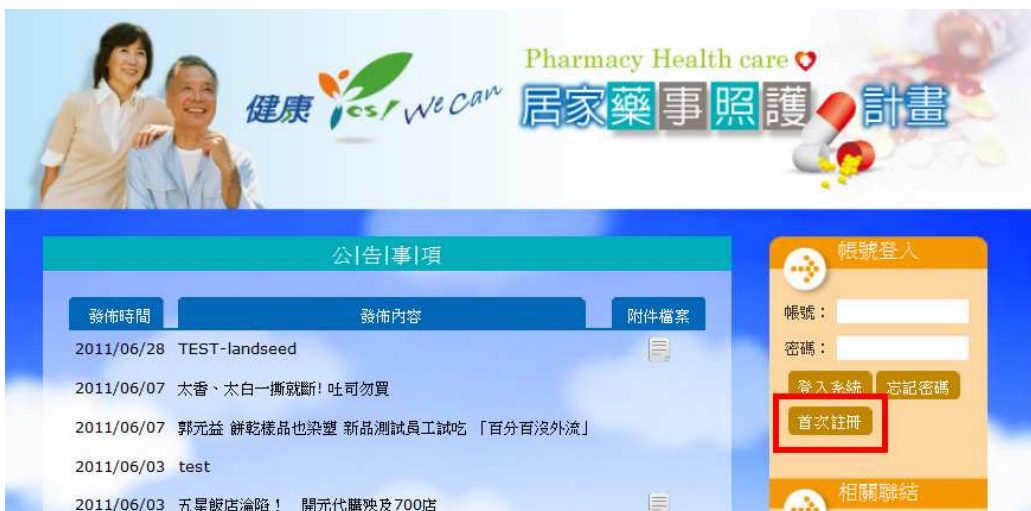 Pharmacy Health care
健康 yes! We Can 居家藥事照護計畫
公|告|事|項
發佈時間 發佈內容 附件檔案
2011/06/28 TEST-landseed
2011/06/07 太香、太白一撕就斷! 吐司勿買
2011/06/07 郭元益 餅乾樣品也染塑 新品測試員工試吃 「百分百沒外流」
2011/06/03 test
2011/06/03 五星飯店淪陷! 開元代購殃及700店
帳號登入
帳號:
密碼:
登入系統 忘記密碼
首次註冊
相關聯結